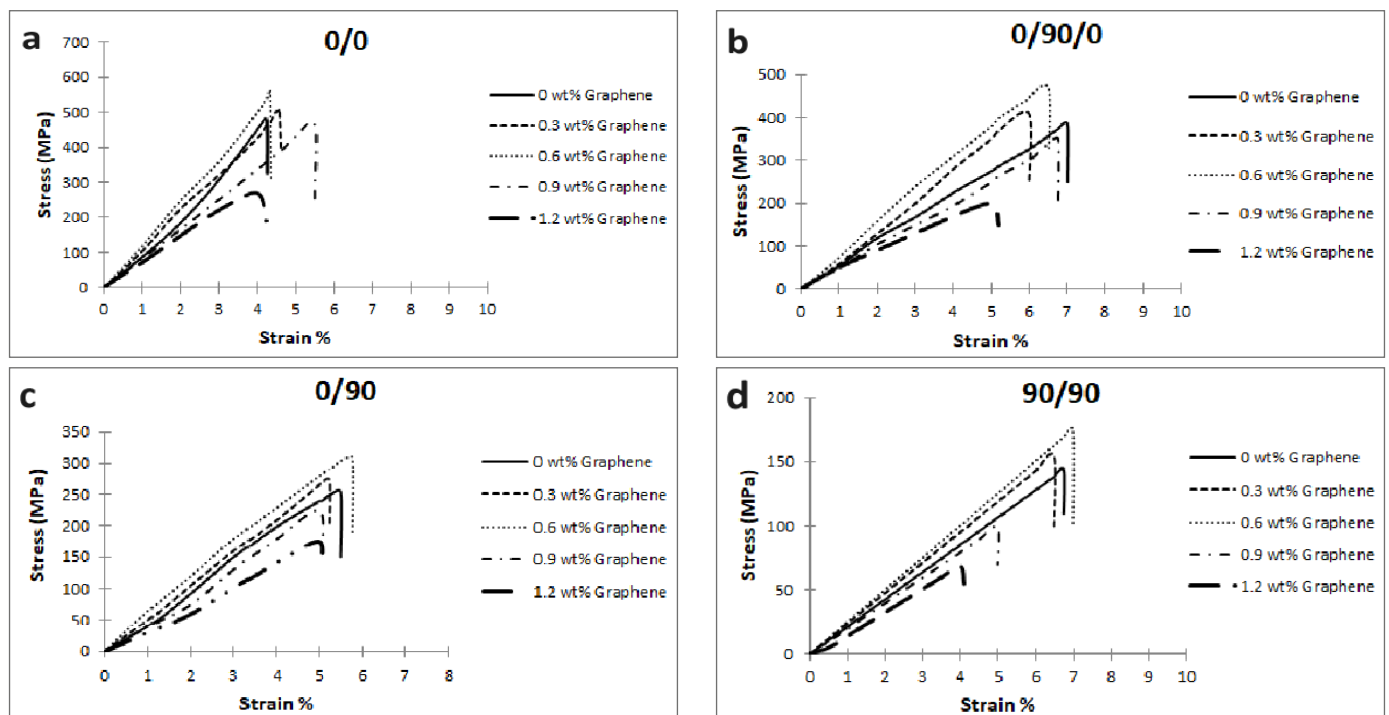 a
0/0
Stress (MPa)
700
600
500
400
300
200
100
0
0 1 2 3 4 5 6 7 8 9 10
Strain %
0 wt% Graphene
0.3 wt% Graphene
0.6 wt% Graphene
0.9 wt% Graphene
1.2 wt% Graphene
b
0/90/0
Stress (MPa)
500
400
300
200
100
0
0 1 2 3 4 5 6 7 8 9 10
Strain %
0 wt% Graphene
0.3 wt% Graphene
0.6 wt% Graphene
0.9 wt% Graphene
1.2 wt% Graphene
c
0/90
Stress (MPa)
350
300
250
200
150
100
50
0
0 1 2 3 4 5 6 7 8
Strain %
0 wt% Graphene
0.3 wt% Graphene
0.6 wt% Graphene
0.9 wt% Graphene
1.2 wt% Graphene
d
90/90
Stress (MPa)
200
150
100
50
0
0 1 2 3 4 5 6 7 8 9 10
Strain %
0 wt% Graphene
0.3 wt% Graphene
0.6 wt% Graphene
0.9 wt% Graphene
1.2 wt% Graphene